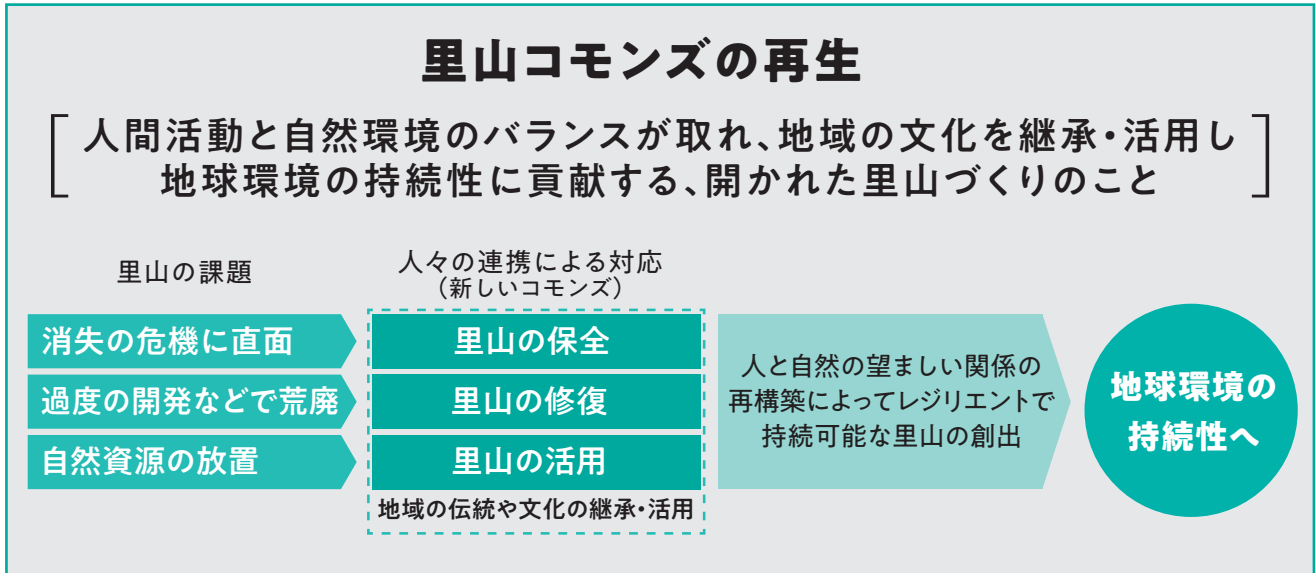 里山コモンズの再生
人間活動と自然環境のバランスが取れ、地域の文化を継承・活用し
地球環境の持続性に貢献する、開かれた里山づくりのこと
里山の課題
人々の連携による対応
（新しいコモンズ）
消失の危機に直面
里山の保全
過度の開発などで荒廃
里山の修復
自然資源の放置
里山の活用
地域の伝統や文化の継承・活用
人と自然の望ましい関係の
再構築によってレジリエントで
持続可能な里山の創出
地球環境の
持続性へ